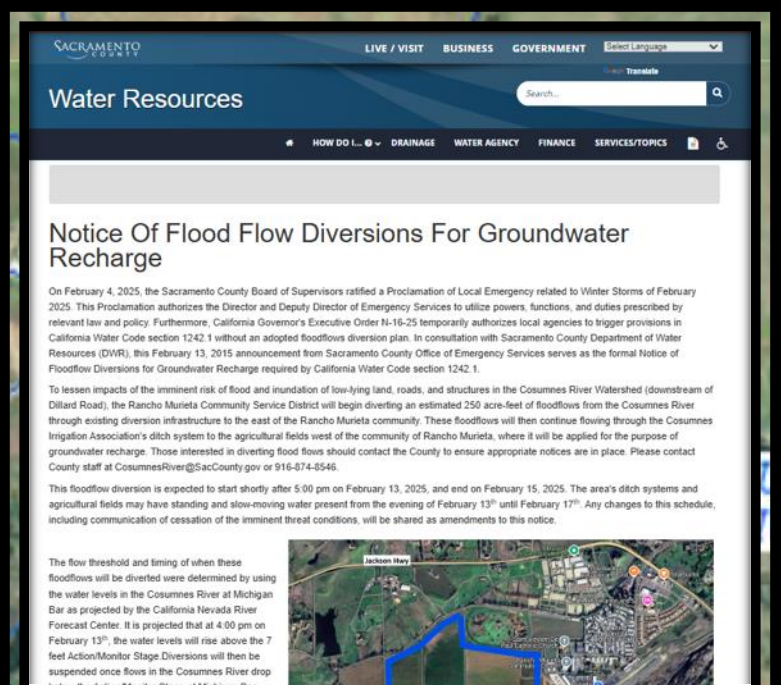 SACRAMENTO
COUNTY
LIVE / VISIT BUSINESS GOVERNMENT Select Language
Translate
Water Resources
Search...
HOW DO I... DRAINAGE WATER AGENCY FINANCE SERVICES/TOPICS
Notice Of Flood Flow Diversions For Groundwater
Recharge
On February 4, 2025, the Sacramento County Board of Supervisors ratified a Proclamation of Local Emergency related to Winter Storms of February
2025. This Proclamation authorizes the Director and Deputy Director of Emergency Services to utilize powers, functions, and duties prescribed by
relevant law and policy. Furthermore, California Governor's Executive Order N-16-25 temporarily authorizes local agencies to trigger provisions in
California Water Code section 1242.1 without an adopted floodflows diversion plan. In consultation with Sacramento County Department of Water
Resources (DWR), this February 13, 2015 announcement from Sacramento County Office of Emergency Services serves as the formal Notice of
Floodflow Diversions for Groundwater Recharge required by California Water Code section 1242.1.
To lessen impacts of the imminent risk of flood and inundation of low-lying land, roads, and structures in the Cosumnes River Watershed (downstream of
Dillard Road), the Rancho Murieta Community Service District will begin diverting an estimated 250 acre-feet of floodflows from the Cosumnes River
through existing diversion infrastructure to the east of the Rancho Murieta community. These floodflows will then continue flowing through the Cosumnes
Irrigation Association's ditch system to the agricultural fields west of the community of Rancho Murieta, where it will be applied for the purpose of
groundwater recharge. Those interested in diverting flood flows should contact the County to ensure appropriate notices are in place. Please contact
County staff at CosumnesRiver@SacCounty.gov or 916-874-8546.
This floodflow diversion is expected to start shortly after 5:00 pm on February 13, 2025, and end on February 15, 2025. The area's ditch systems and
agricultural fields may have standing and slow-moving water present from the evening of February 13th until February 17th. Any changes to this schedule,
including communication of cessation of the imminent threat conditions, will be shared as amendments to this notice.
The flow threshold and timing of when these
floodflows will be diverted were determined by using
the water levels in the Cosumnes River at Michigan
Bar as projected by the California Nevada River
Forecast Center. It is projected that at 4:00 pm on
February 13th, the water levels will rise above the 7
feet Action/Monitor Stage.Diversions will then be
suspended once flows in the Cosumnes River drop
Jackson Hwy